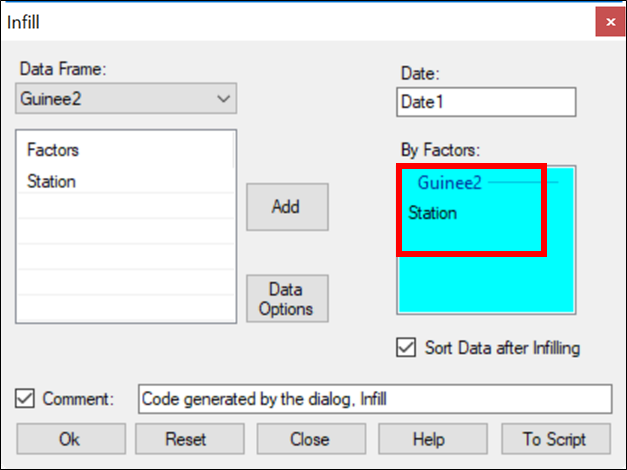 Infill
Data Frame:
Guinee2
Factors
Station
Add
Data
Options
Date:
Date1
By Factors:
Guinee2
Station
Sort Data after Infilling
Comment:
Code generated by the dialog, Infill
Ok
Reset
Close
Help
To Script